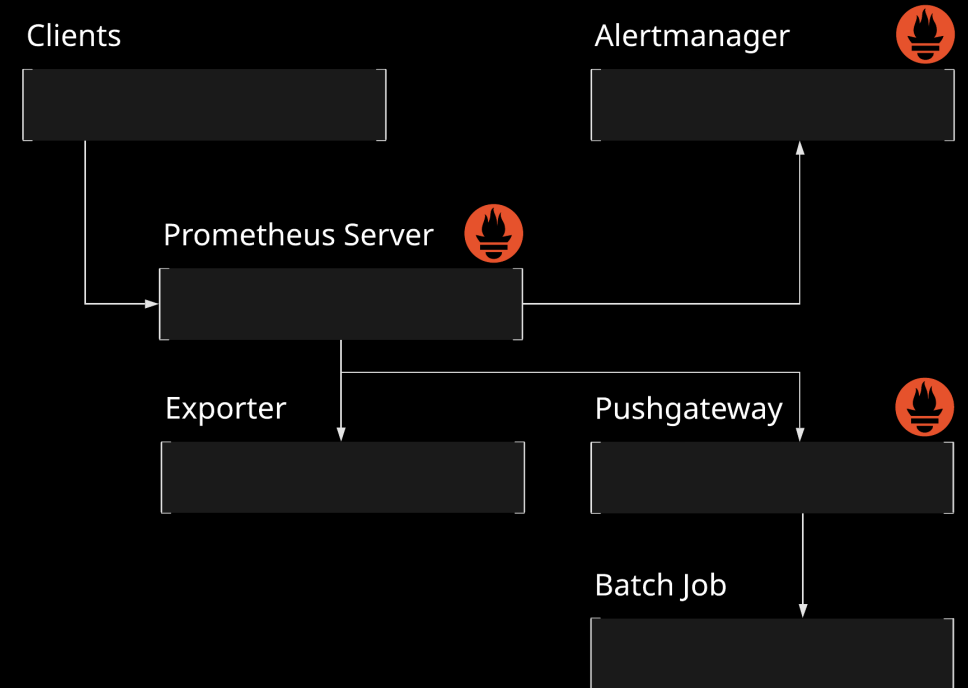 Clients
Alertmanager
Prometheus Server
Exporter
Pushgateway
Batch Job